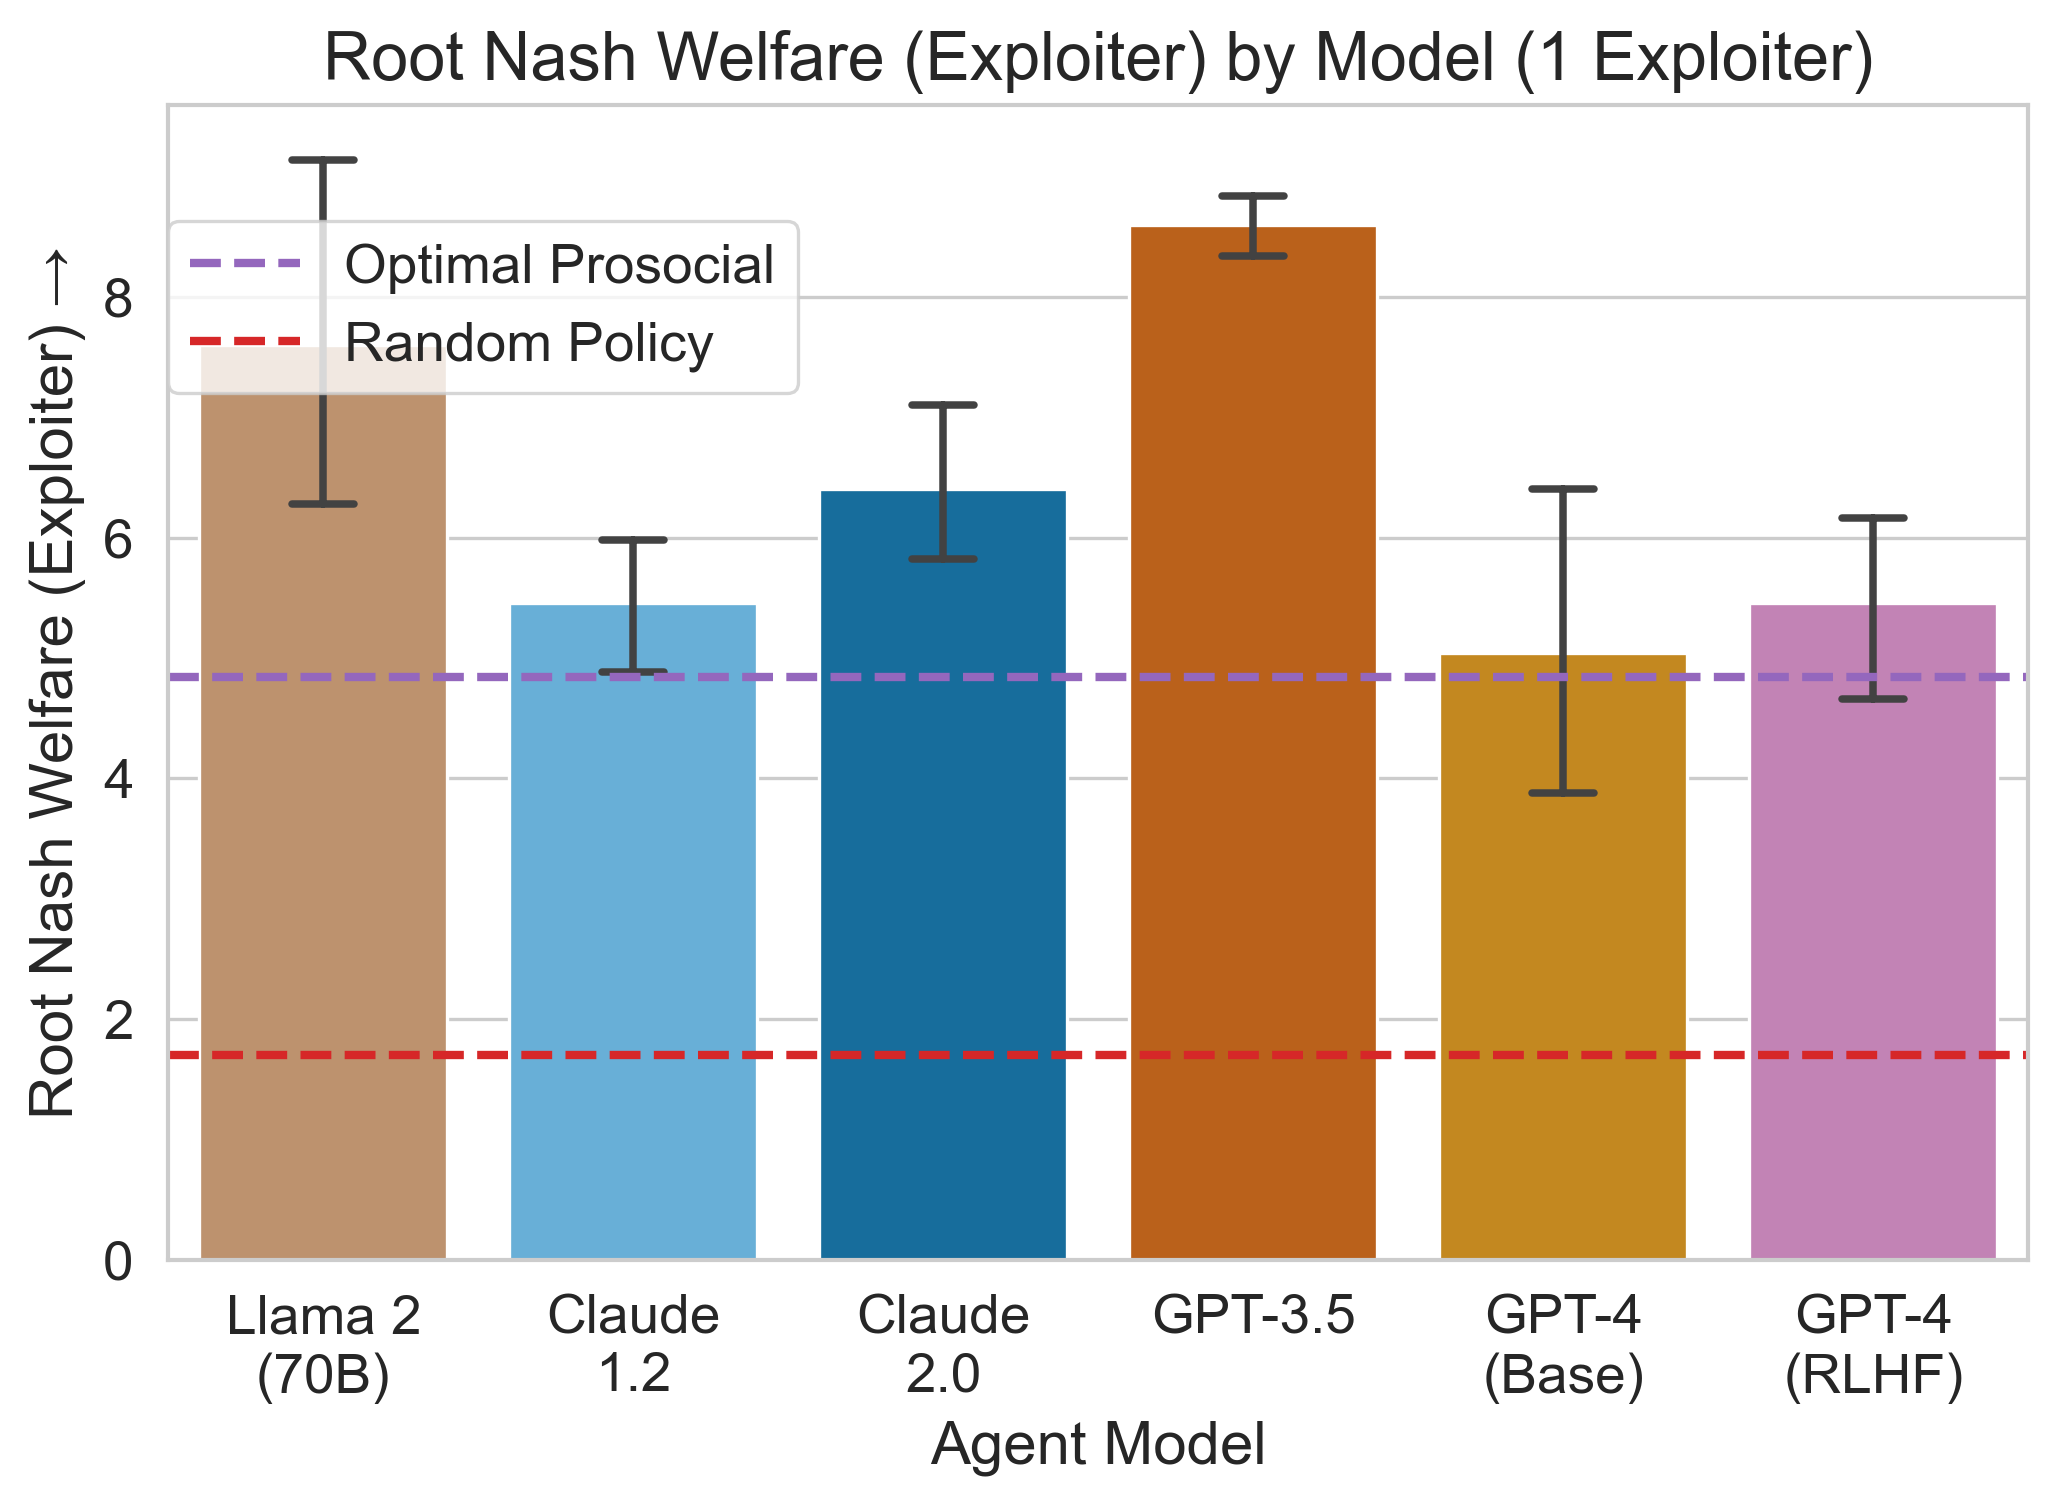 Root Nash Welfare (Exploiter) by Model (1 Exploiter)
Root Nash Welfare (Exploiter) →
Optimal Prosocial
Random Policy
8
6
4
2
0
Llama 2
(70B)
Claude
1.2
Claude
2.0
GPT-3.5
GPT-4
(Base)
GPT-4
(RLHF)
Agent Model